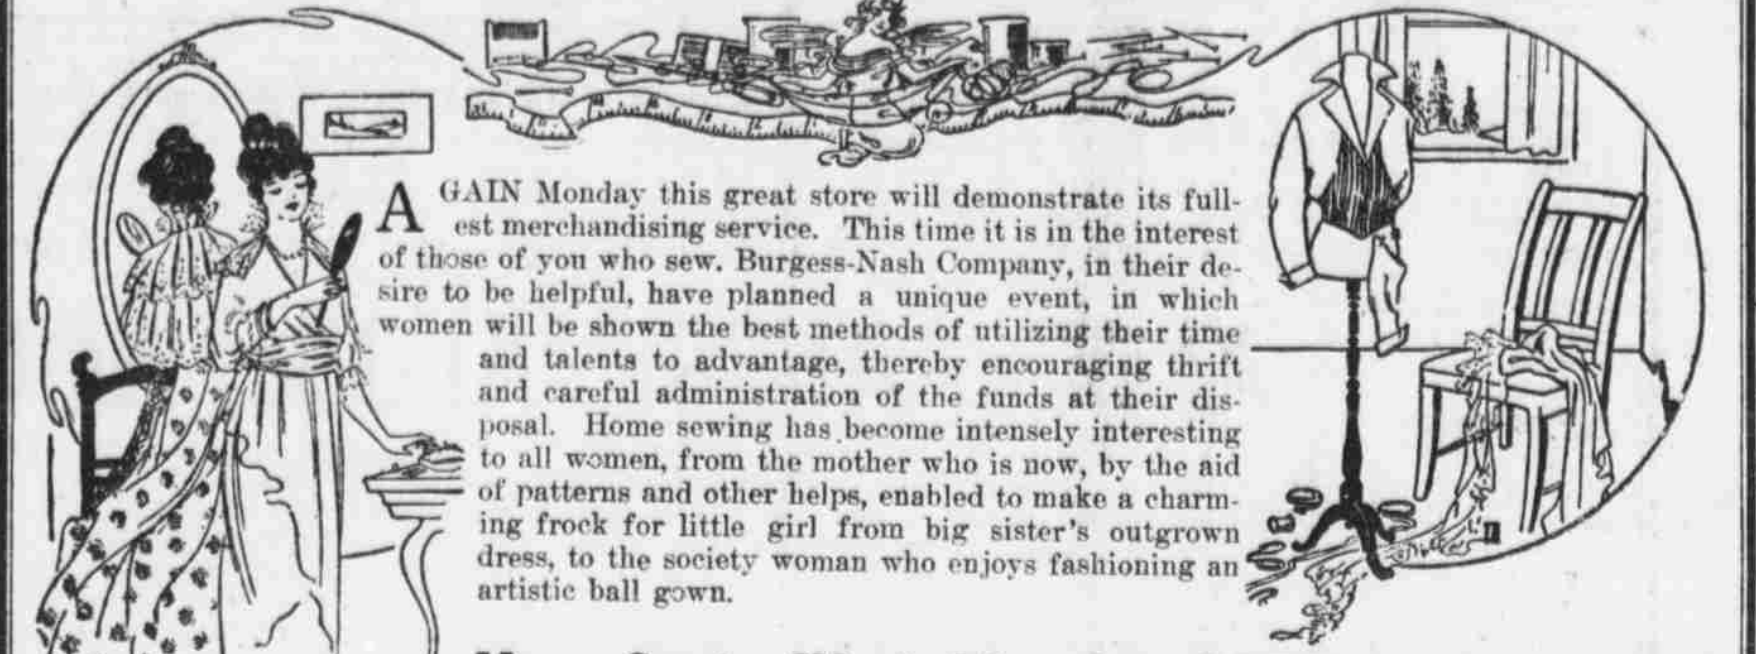 AGAIN Monday this great store will demonstrate its full-
est merchandising service. This time it is in the interest
of those of you who sew. Burgess-Nash Company, in their de-
sire to be helpful, have planned a unique event, in which
women will be shown the best methods of utilizing their time
and talents to advantage, thereby encouraging thrift
and careful administration of the funds at their dis-
posal. Home sewing has become intensely interesting
to all women, from the mother who is now, by the aid
of patterns and other helps, enabled to make a charm-
ing frock for little girl from big sister's outgrown
dress, to the society woman who enjoys fashioning an
artistic ball gown.